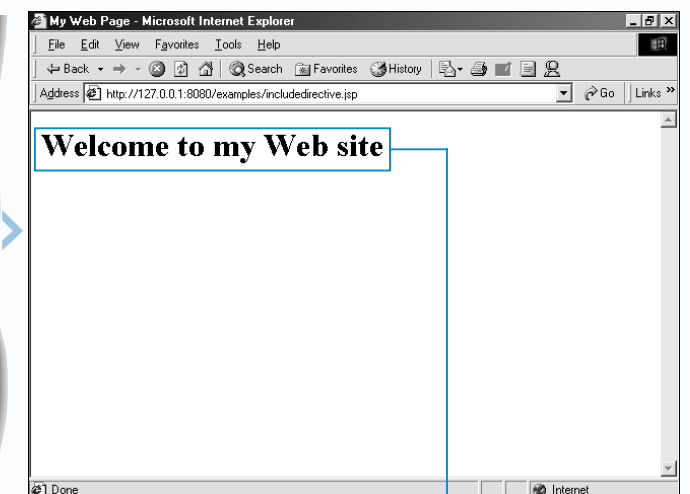 My Web Page - Microsoft Internet Explorer
File Edit View Favorites Tools Help
Back Search Favorites History
Address http://127.0.0.1:8080/examples/includedirective.jsp Go Links »
Welcome to my Web site
Done Internet